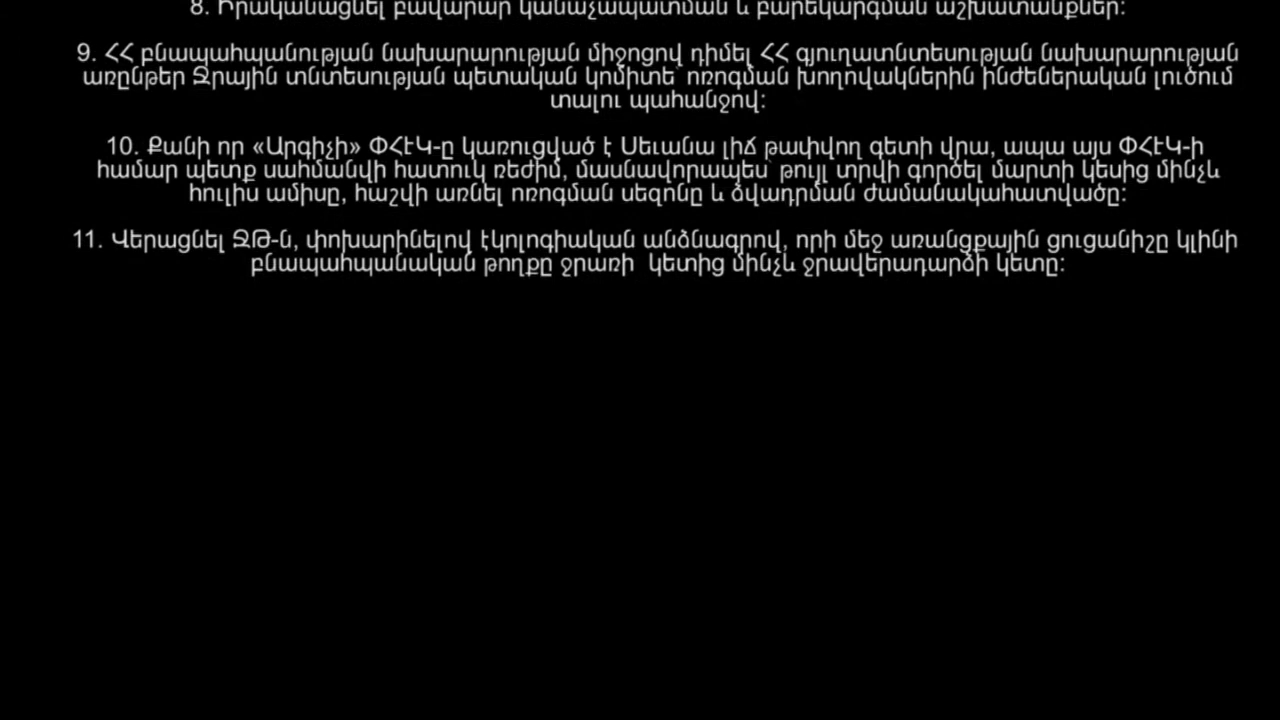 8. Իրականացնել բավարար կանաչապատման և բարեկարգման աշխատանքներ:
9. ՀՀ բնապահպանության նախարարության միջոցով դիմել ՀՀ գյուղատնտեսության նախարարության
առընթեր Ջրային տնտեսության պետական կոմիտե՝ ոռոգման խողովակներին ինժեներական լուծում
տալու պահանջով:
10. Քանի որ «Արգիչի» ՓՀԷԿ-ը կառուցված է Սեւանա լիճ թափվող գետի վրա, ապա այս ՓՀԷԿ-ի
համար պետք սահմանվի հատուկ ռեժիմ, մասնավորապես՝ թույլ տրվի գործել մարտի կեսից մինչև
հուլիս ամիսը, հաշվի առնել ոռոգման սեզոնը և ձվադրման ժամանակահատվածը:
11. Վերացնել ՋԹ-ն, փոխարինելով էկոլոգիական անձնագրով, որի մեջ առանցքային ցուցանիշը կլինի
բնապահպանական թողքը ջրառի կետից մինչև ջրավերադարձի կետը: